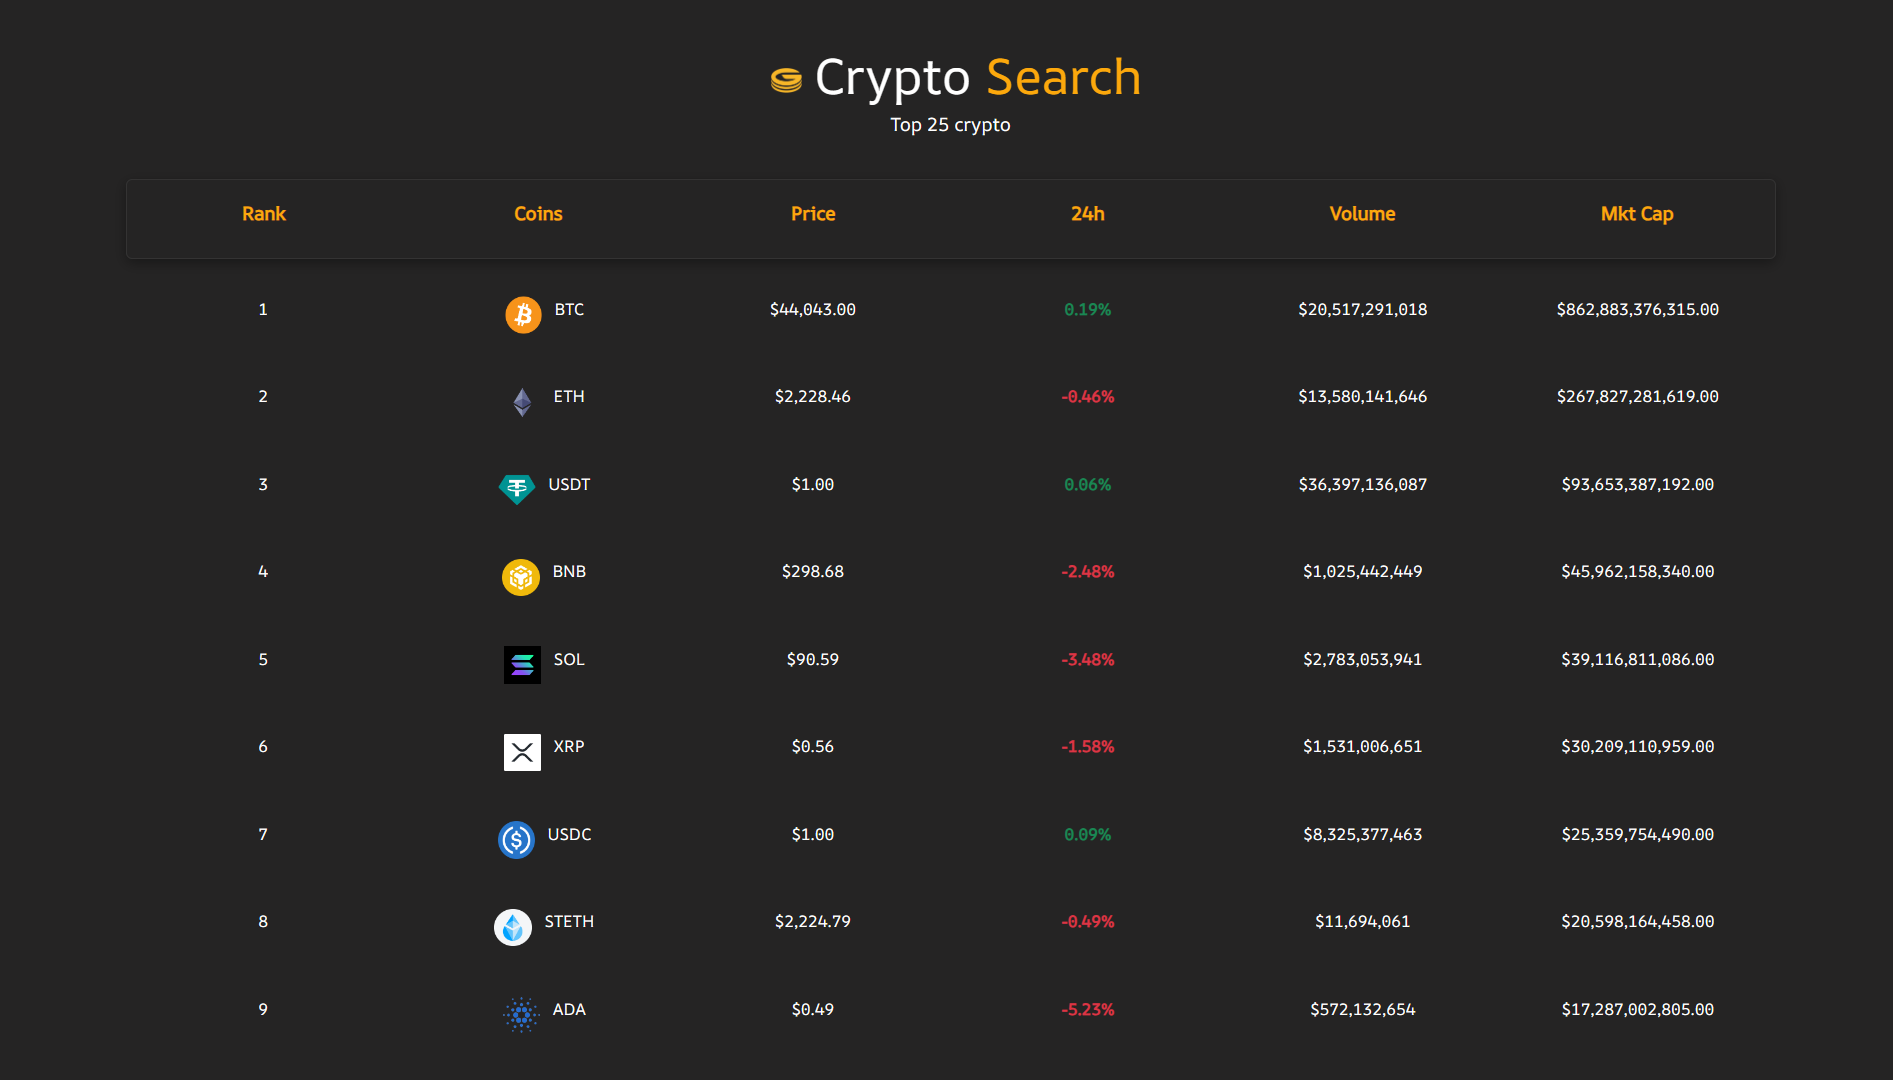 Crypto Search
Top 25 crypto
Rank Coins Price 24h Volume Mkt Cap
1 BTC $44,043.00 0.19% $20,517,291,018 $862,883,376,315.00
2 ETH $2,228.46 -0.46% $13,580,141,646 $267,827,281,619.00
3 USDT $1.00 0.06% $36,397,136,087 $93,653,387,192.00
4 BNB $298.68 -2.48% $1,025,442,449 $45,962,158,340.00
5 SOL $90.59 -3.48% $2,783,053,941 $39,116,811,086.00
6 XRP $0.56 -1.58% $1,531,006,651 $30,209,110,959.00
7 USDC $1.00 0.09% $8,325,377,463 $25,359,754,490.00
8 STETH $2,224.79 -0.49% $11,694,061 $20,598,164,458.00
9 ADA $0.49 -5.23% $572,132,654 $17,287,002,805.00